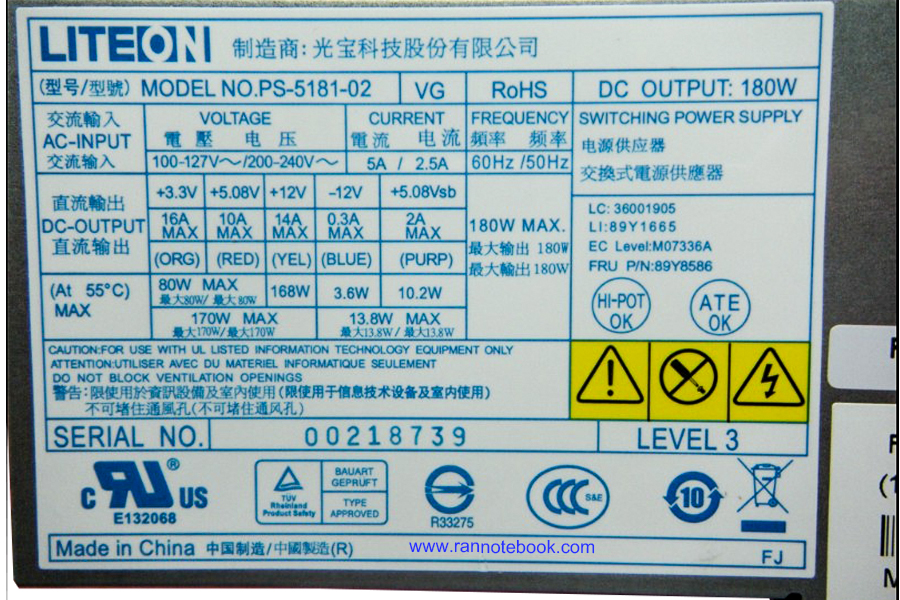 LITEON 制造商: 光宝科技股份有限公司
(型号/型號) MODEL NO.PS-5181-02 VG RoHS DC OUTPUT: 180W
交流輸入 AC-INPUT 交流输入
VOLTAGE
電壓 电压
CURRENT
電流 电流
FREQUENCY
頻率 频率
100-127V～/200-240V～ 5A / 2.5A 60Hz /50Hz
SWITCHING POWER SUPPLY
电源供应器
交換式電源供應器
直流輸出
DC-OUTPUT
直流输出
+3.3V +5.08V +12V -12V +5.08Vsb
16A MAX 10A MAX 14A MAX 0.3A MAX 2A MAX
(ORG) (RED) (YEL) (BLUE) (PURP)
180W MAX.
最大输出 180W
最大輸出180W
(At 55°C)
MAX
80W MAX
最大80W/ 最大 80W
168W 3.6W 10.2W
170W MAX
最大170W/最大170W
13.8W MAX
最大13.8W / 最大13.8W
LC: 36001905
LI:89Y1665
EC Level:M07336A
FRU P/N:89Y8586
HI-POT
OK
ATE
OK
CAUTION:FOR USE WITH UL LISTED INFORMATION TECHNOLOGY EQUIPMENT ONLY
ATTENTION:UTILISER AVEC DU MATERIEL INFORMATIQUE SEULEMENT
DO NOT BLOCK VENTILATION OPENINGS
警告:限使用於資訊設備及室内使用(限使用于信息技术设备及室内使用)
不可堵住通風孔(不可堵住通风孔)
SERIAL NO. 00218739 LEVEL 3
c RU ® US
E132068
TÜV
Rheinland
Product Safety
BAUART
GEPRÜFT
TYPE
APPROVED
R33275
CCC S&E
10
Made in China 中国制造/中國製造(R)
www.rannotebook.com
FJ